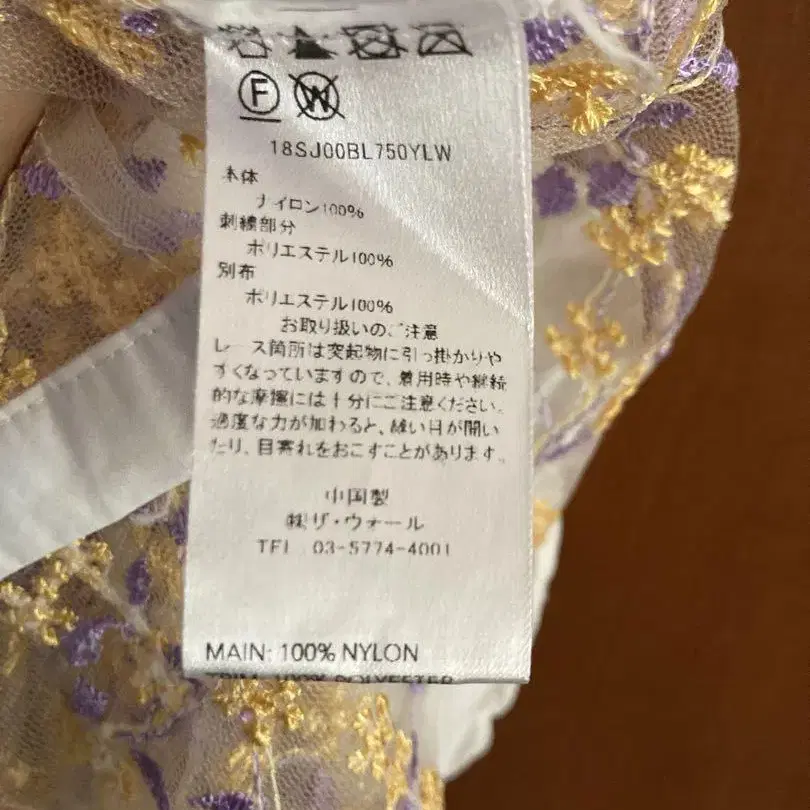 F W
18SJ00BL750YLW
本体
ナイロン100%
刺繍部分
ポリエステル100%
別布
ポリエステル100%
お取り扱いのご注意
レース箇所は突起物に引っ掛かりや
すくなっていますので、着用時や継続
的な摩擦には十分にご注意ください。
過度な力が加わると、縫い目が開い
たり、目寄れをおこすことがあります。
中国製
㈱ザ・ウォール
TEL 03-5774-4001
MAIN: 100% NYLON
TRIM: 100% POLYESTER